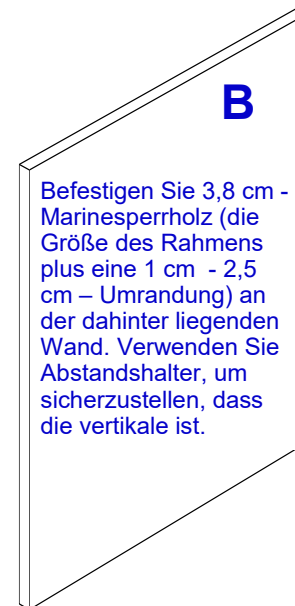 B
Befestigen Sie 3,8 cm -
Marinesperrholz (die
Größe des Rahmens
plus eine 1 cm  - 2,5
cm – Umrandung) an
der dahinter liegenden
Wand. Verwenden Sie
Abstandshalter, um
sicherzustellen, dass
die vertikale ist.